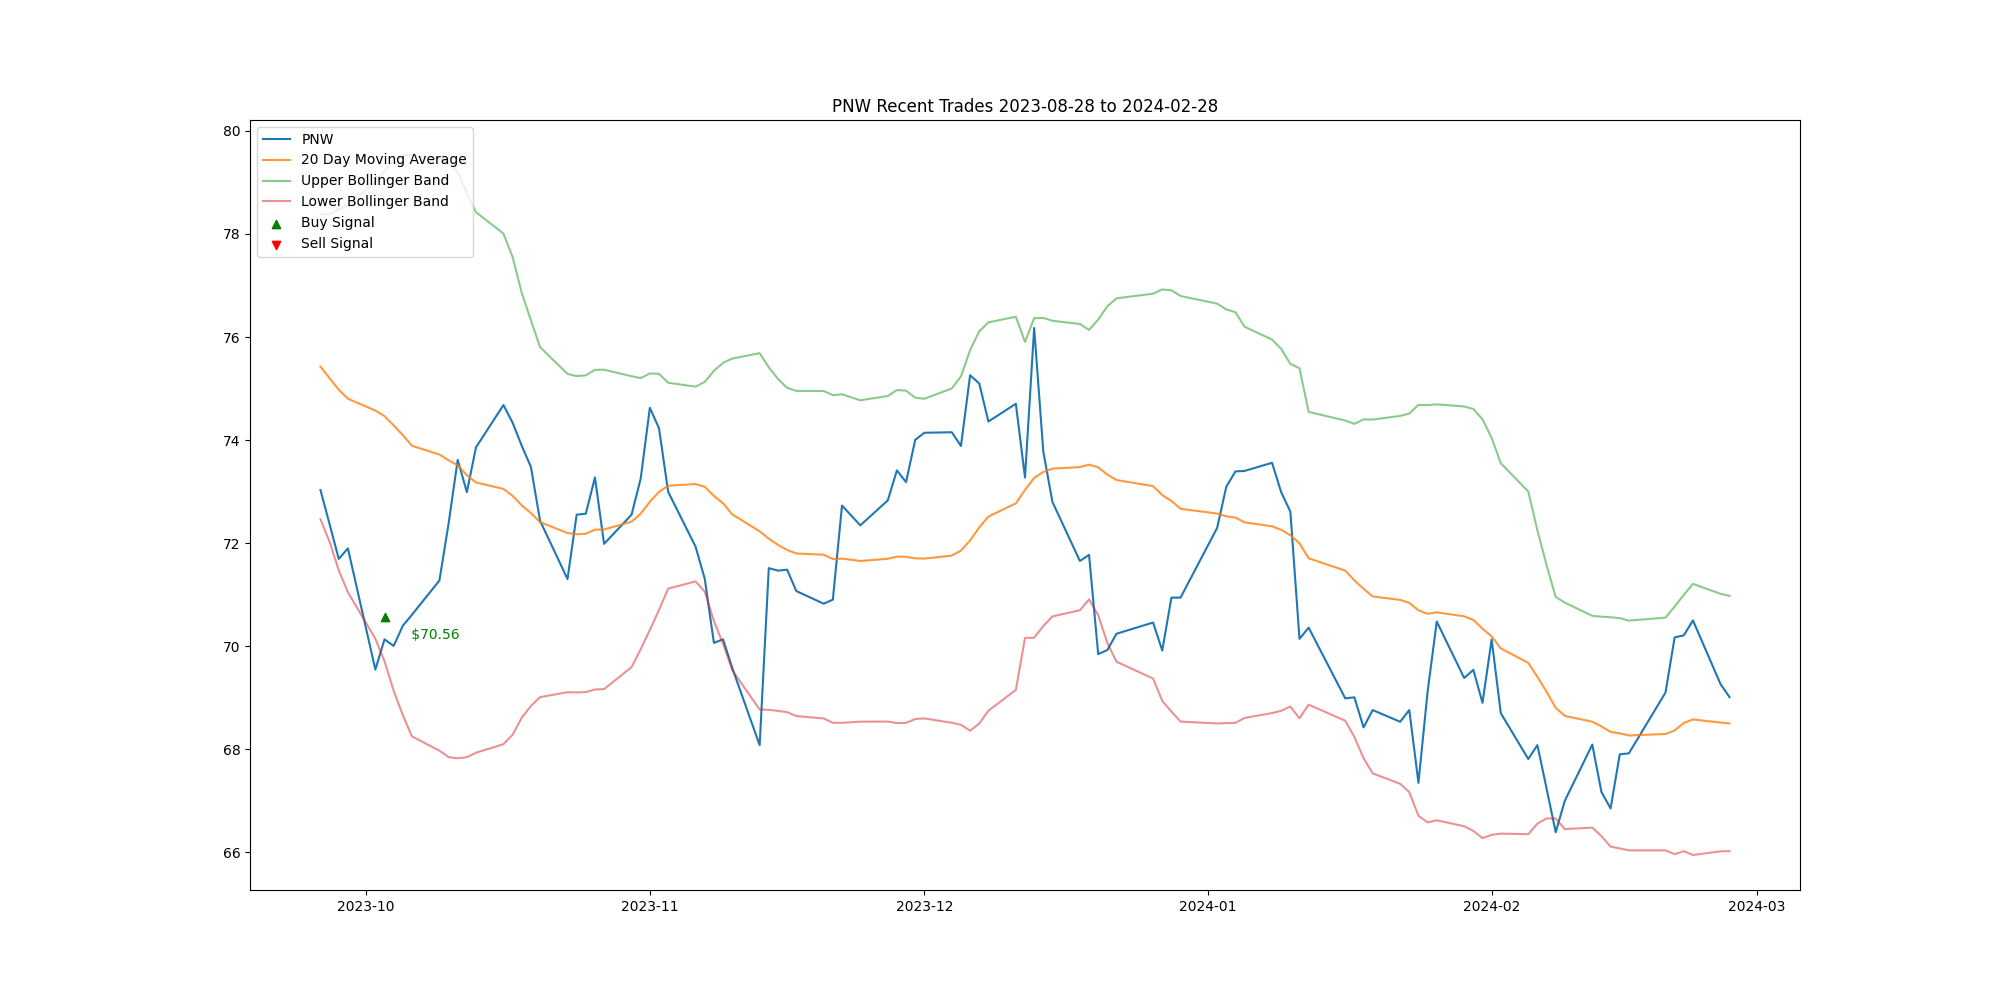 PNW Recent Trades 2023-08-28 to 2024-02-28
80
78
76
74
72
70
68
66
PNW
20 Day Moving Average
Upper Bollinger Band
Lower Bollinger Band
Buy Signal
Sell Signal
$70.56
2023-10
2023-11
2023-12
2024-01
2024-02
2024-03